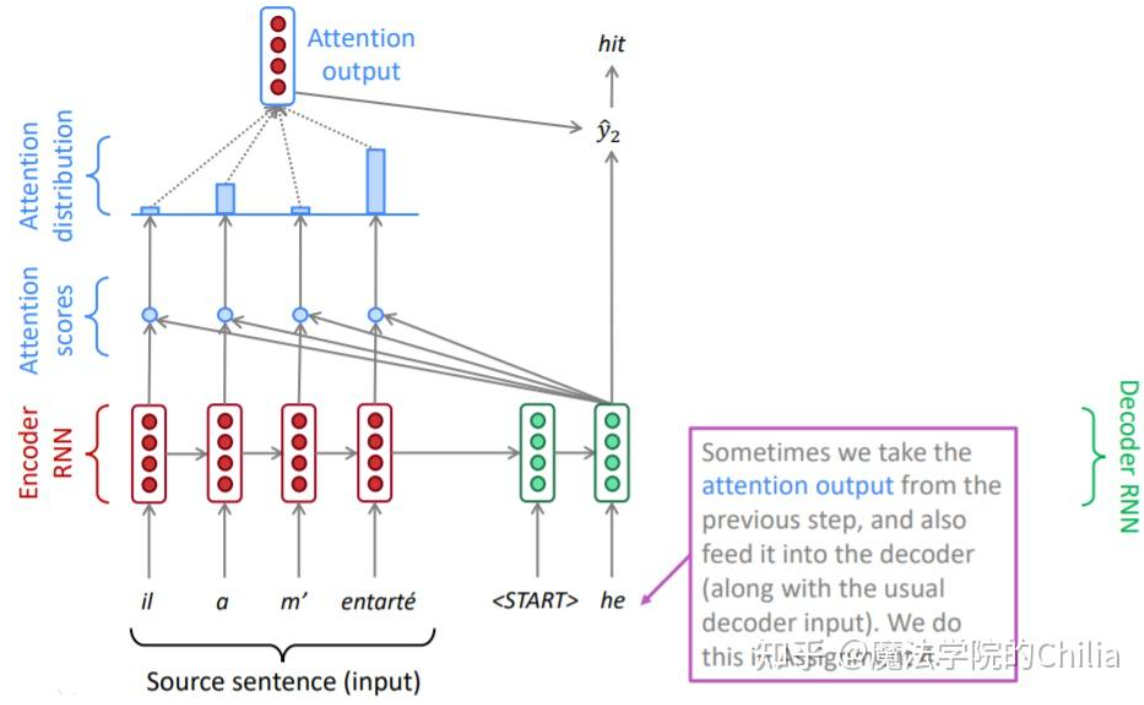 Attention
output
hit
ŷ₂
Attention
distribution
Attention
scores
Encoder
RNN
Decoder RNN
Sometimes we take the
attention output from the
previous step, and also
feed it into the decoder
(along with the usual
decoder input). We do
this in
知乎 @魔法学院的Chilia
il a m' entarté <START> he
Source sentence (input)